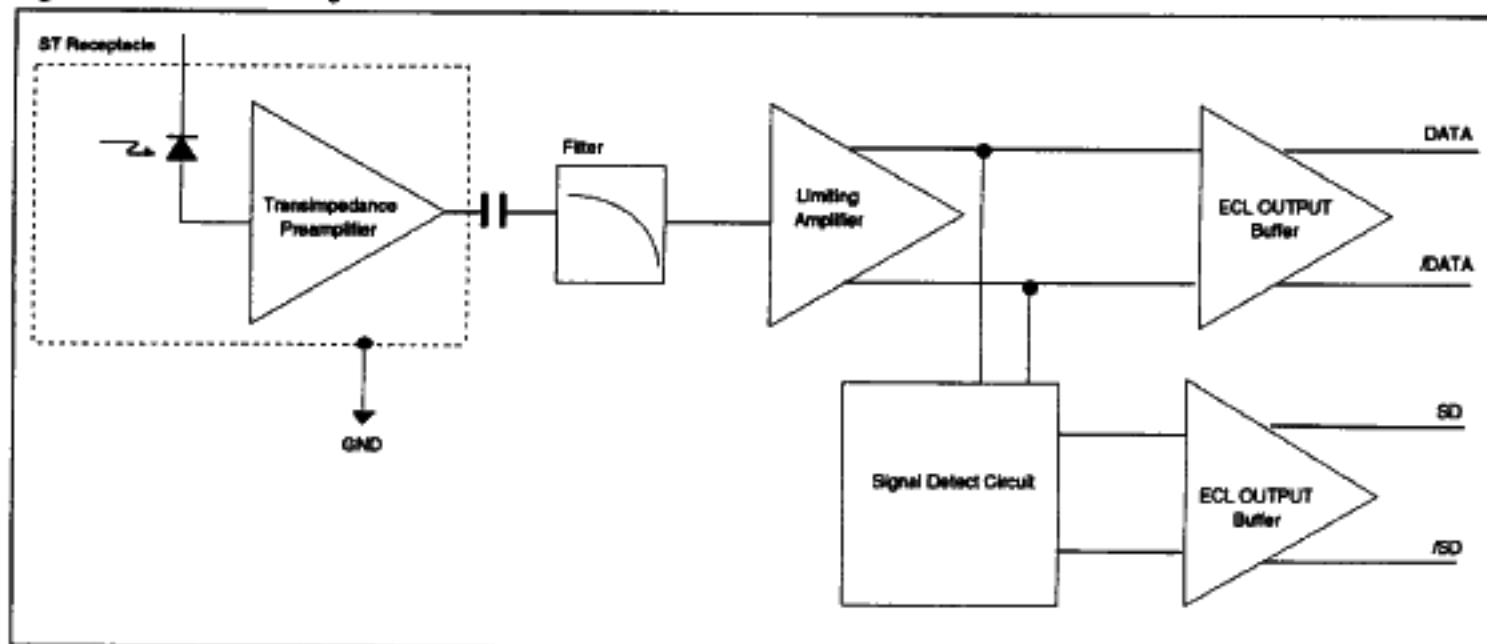 ST Receptacle
Transimpedance
Preamplifier
GND
Filter
Limiting
Amplifier
ECL OUTPUT
Buffer
DATA
/DATA
Signal Detect Circuit
ECL OUTPUT
Buffer
SD
/SD